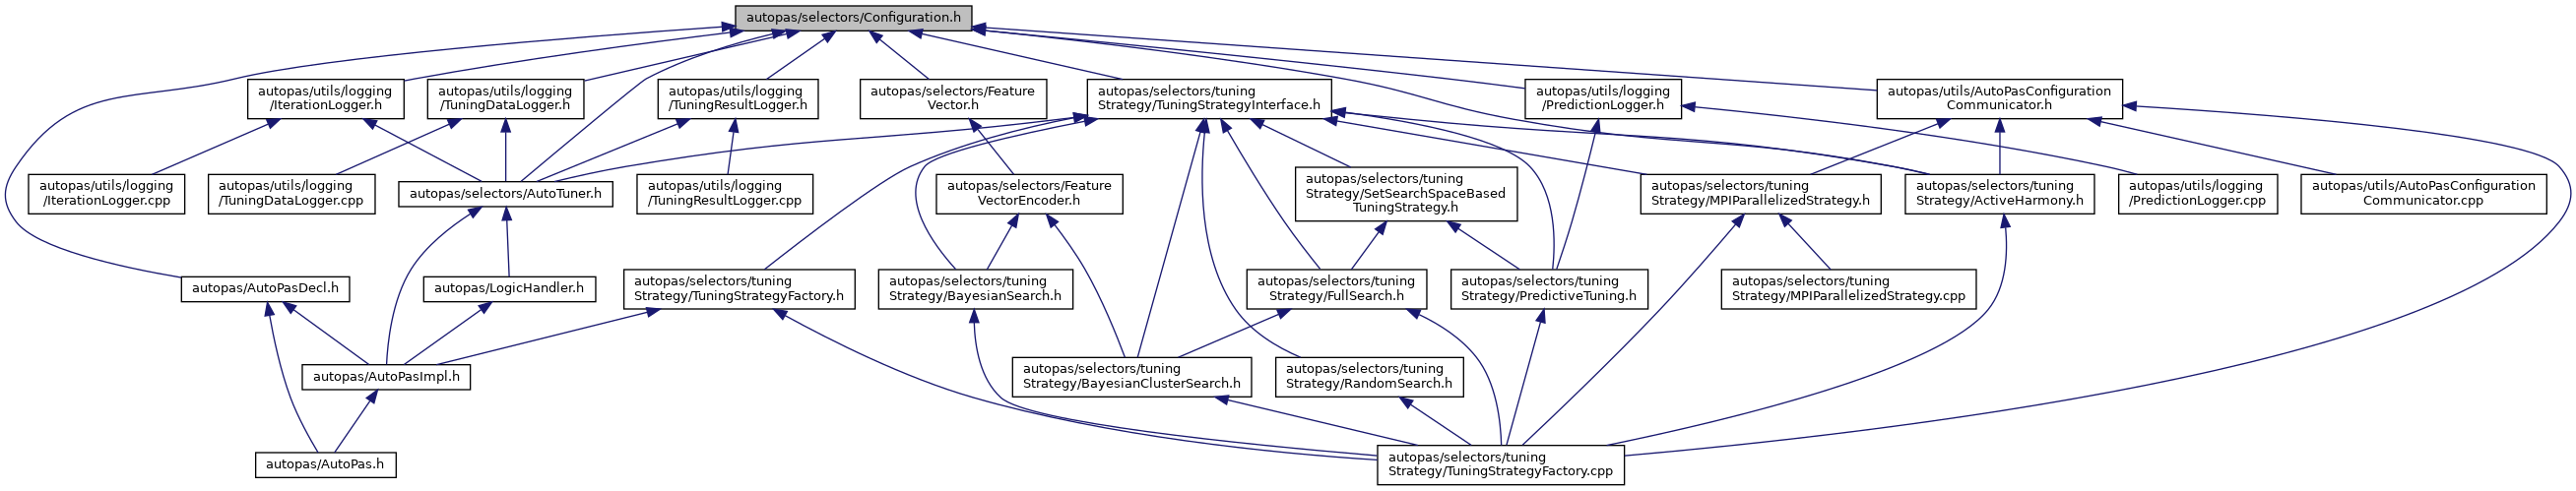 autopas/selectors/Configuration.h
autopas/utils/logging
/IterationLogger.h
autopas/utils/logging
/TuningDataLogger.h
autopas/utils/logging
/TuningResultLogger.h
autopas/selectors/Feature
Vector.h
autopas/selectors/tuning
Strategy/TuningStrategyInterface.h
autopas/utils/logging
/PredictionLogger.h
autopas/utils/AutoPasConfiguration
Communicator.h
autopas/utils/logging
/IterationLogger.cpp
autopas/utils/logging
/TuningDataLogger.cpp
autopas/selectors/AutoTuner.h
autopas/utils/logging
/TuningResultLogger.cpp
autopas/selectors/Feature
VectorEncoder.h
autopas/selectors/tuning
Strategy/SetSearchSpaceBased
TuningStrategy.h
autopas/selectors/tuning
Strategy/MPIParallelizedStrategy.h
autopas/selectors/tuning
Strategy/ActiveHarmony.h
autopas/utils/logging
/PredictionLogger.cpp
autopas/utils/AutoPasConfiguration
Communicator.cpp
autopas/AutoPasDecl.h
autopas/LogicHandler.h
autopas/selectors/tuning
Strategy/TuningStrategyFactory.h
autopas/selectors/tuning
Strategy/BayesianSearch.h
autopas/selectors/tuning
Strategy/FullSearch.h
autopas/selectors/tuning
Strategy/PredictiveTuning.h
autopas/selectors/tuning
Strategy/MPIParallelizedStrategy.cpp
autopas/AutoPasImpl.h
autopas/selectors/tuning
Strategy/BayesianClusterSearch.h
autopas/selectors/tuning
Strategy/RandomSearch.h
autopas/AutoPas.h
autopas/selectors/tuning
Strategy/TuningStrategyFactory.cpp